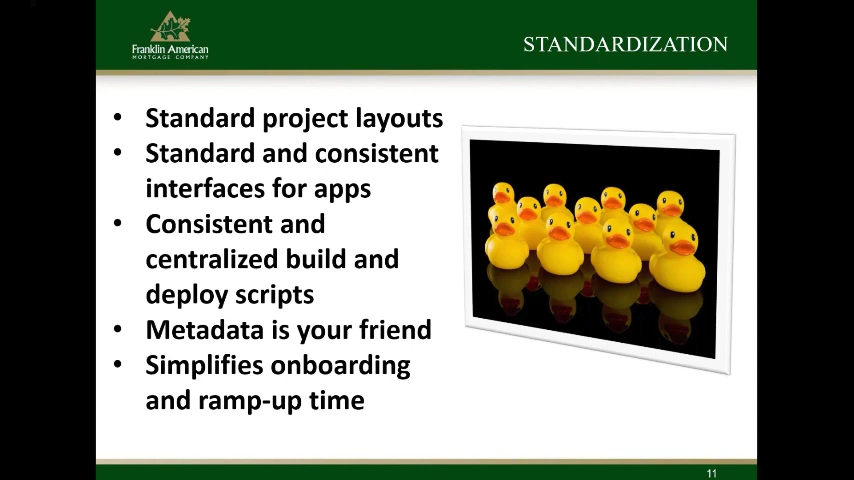 Franklin American
MORTGAGE COMPANY
STANDARDIZATION
• Standard project layouts
• Standard and consistent
interfaces for apps
• Consistent and
centralized build and
deploy scripts
• Metadata is your friend
• Simplifies onboarding
and ramp-up time
11